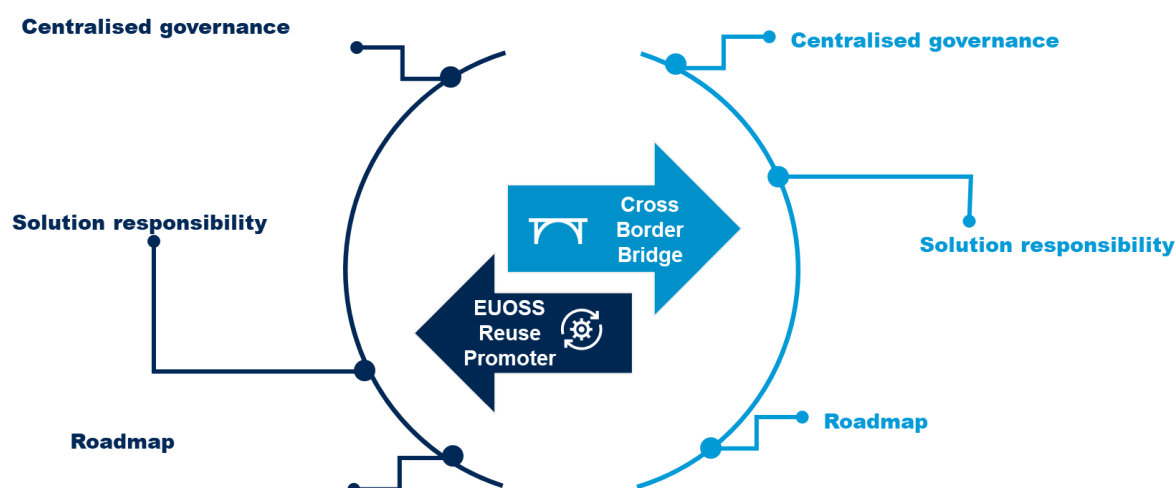 Centralised governance
Centralised governance
Cross
Border
Bridge
Solution responsibility
Solution responsibility
EUOSS
Reuse
Promoter
Roadmap
Roadmap